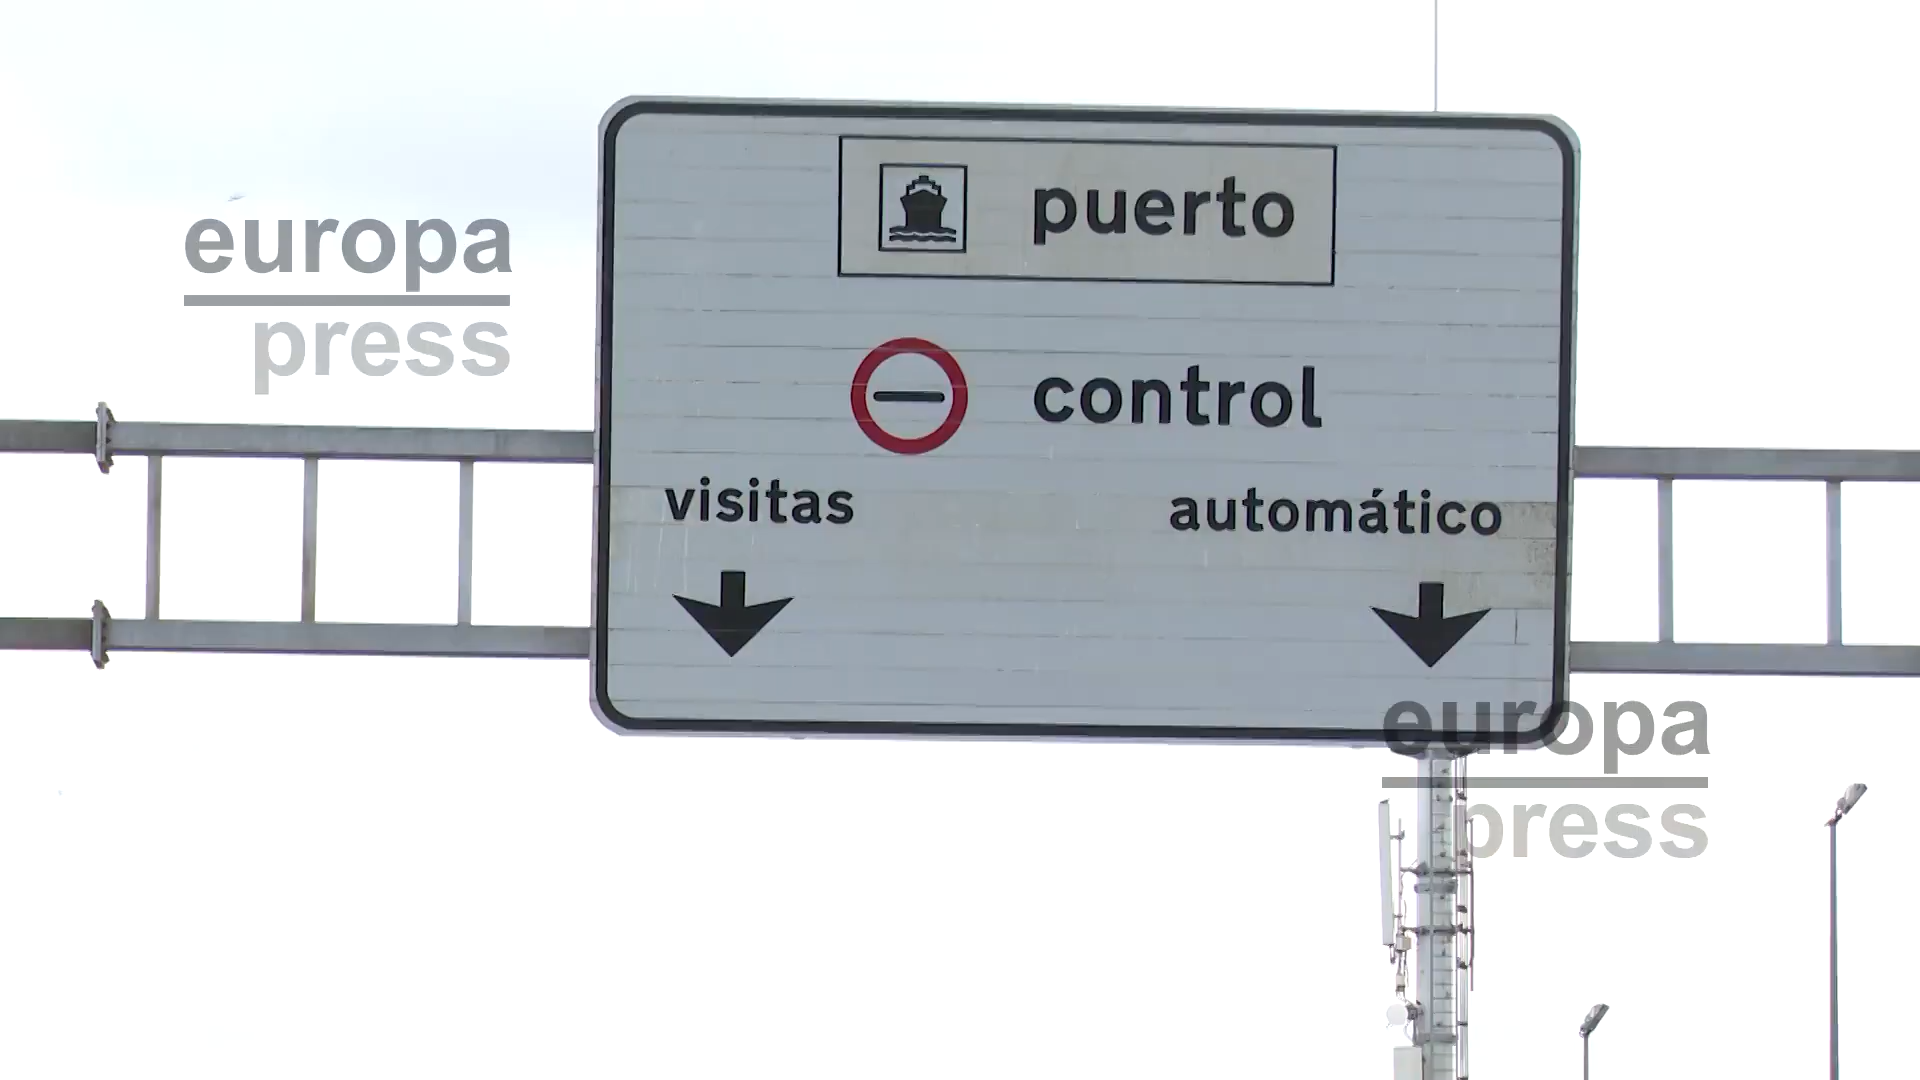 europa
press
puerto
control
visitas
automático
europa
press